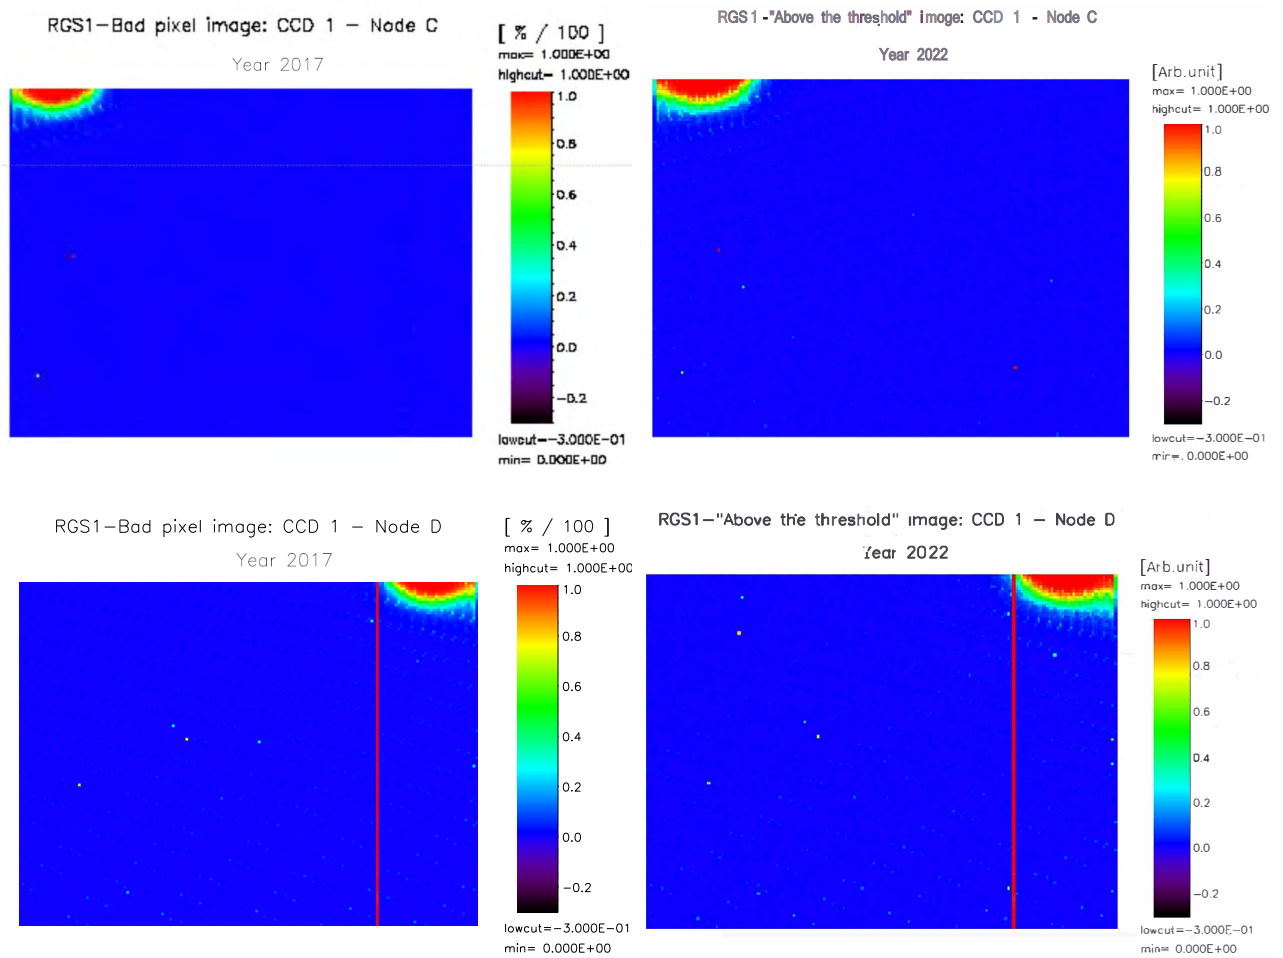 RGS1-Bad pixel image: CCD 1 - Node C
Year 2017
[ % / 100 ]
max= 1.000E+00
highcut= 1.000E+00
1.0
0.8
0.6
0.4
0.2
0.0
-0.2
lowcut=-3.000E-01
min= 0.000E+00
RGS1-"Above the threshold" image: CCD 1 - Node C
Year 2022
[Arb.unit]
max= 1.000E+00
highcut= 1.000E+00
1.0
0.8
0.6
0.4
0.2
0.0
-0.2
lowcut=-3.000E-01
min= 0.000E+00
RGS1-Bad pixel image: CCD 1 - Node D
Year 2017
[ % / 100 ]
max= 1.000E+00
highcut= 1.000E+00
1.0
0.8
0.6
0.4
0.2
0.0
-0.2
lowcut=-3.000E-01
min= 0.000E+00
RGS1-"Above the threshold" image: CCD 1 - Node D
Year 2022
[Arb.unit]
max= 1.000E+00
highcut= 1.000E+00
1.0
0.8
0.6
0.4
0.2
0.0
-0.2
lowcut=-3.000E-01
min= 0.000E+00